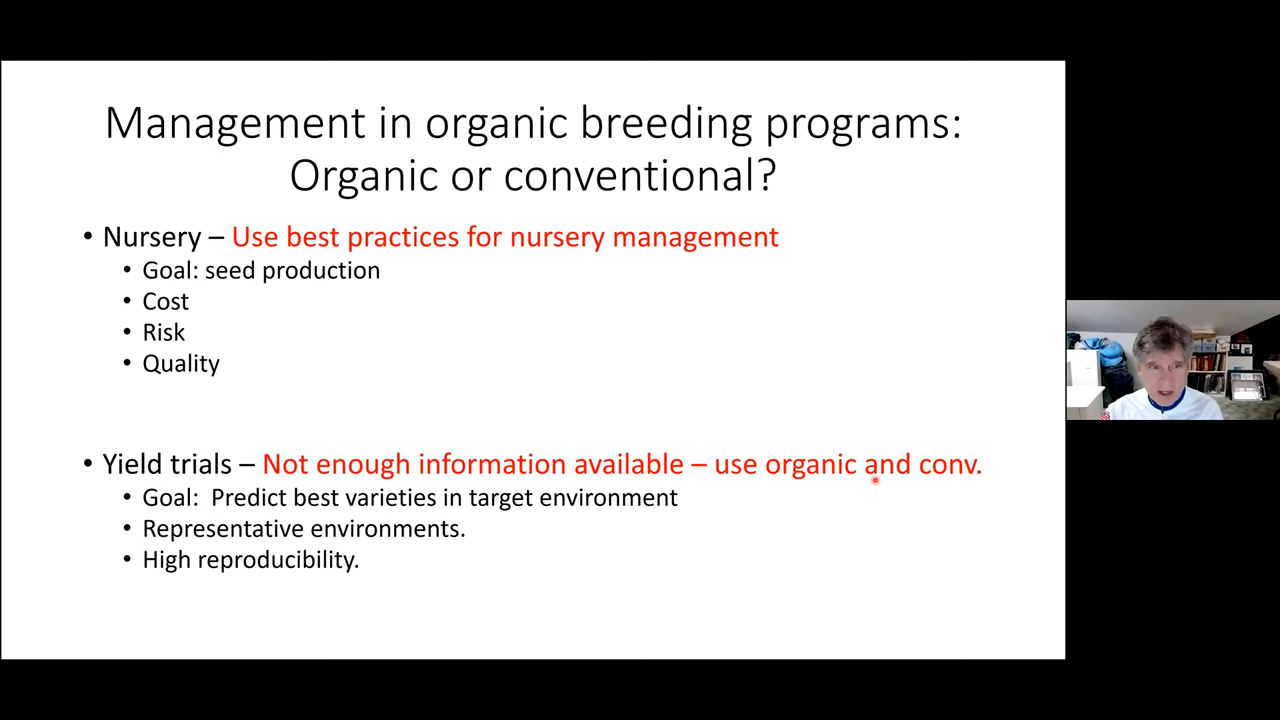 Management in organic breeding programs:
Organic or conventional?
• Nursery – Use best practices for nursery management
• Goal: seed production
• Cost
• Risk
• Quality
• Yield trials – Not enough information available – use organic and conv.
• Goal:  Predict best varieties in target environment
• Representative environments.
• High reproducibility.